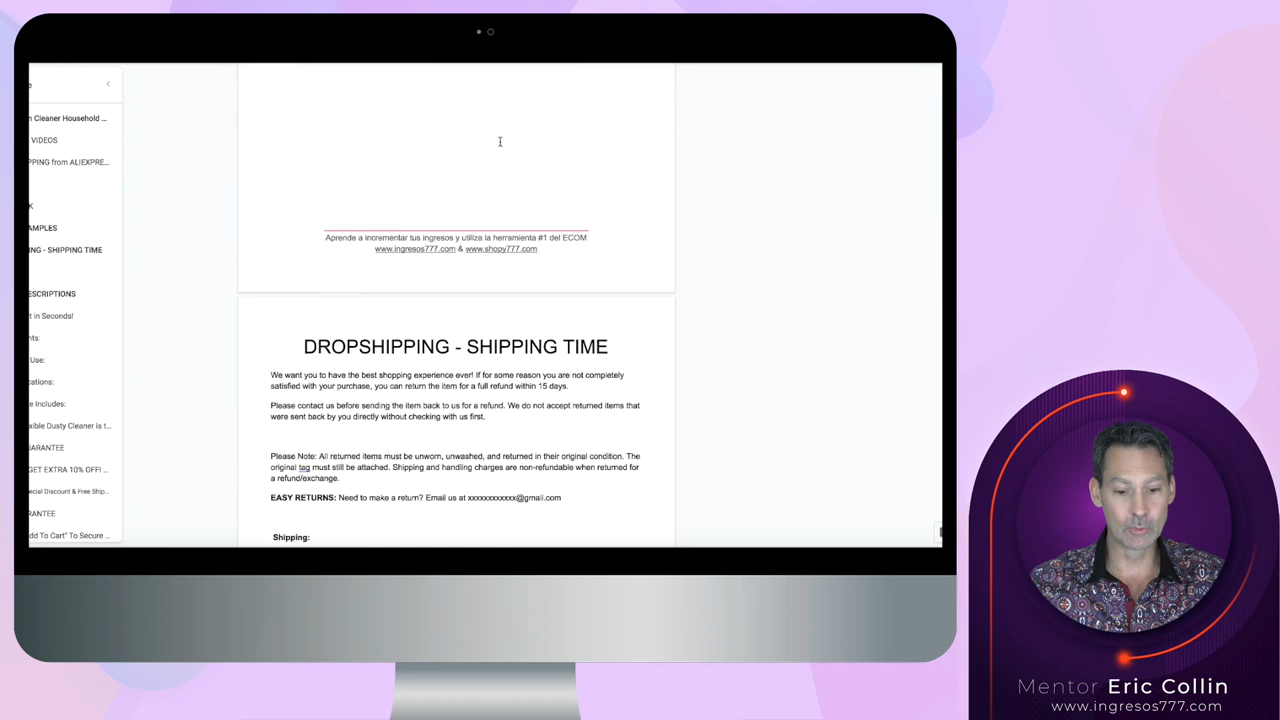 e
n Cleaner Household ...
VIDEOS
PPING from ALIEXPRE...
K
AMPLES
ING - SHIPPING TIME
ESCRIPTIONS
t in Seconds!
nts:
Use:
cations:
e Includes:
xible Dusty Cleaner is t...
UARANTEE
GET EXTRA 10% OFF! ...
ecial Discount & Free Ship...
RANTEE
dd To Cart" To Secure ...
Aprende a incrementar tus ingresos y utiliza la herramienta #1 del ECOM
www.ingresos777.com & www.shopy777.com
DROPSHIPPING - SHIPPING TIME
We want you to have the best shopping experience ever! If for some reason you are not completely
satisfied with your purchase, you can return the item for a full refund within 15 days.
Please contact us before sending the item back to us for a refund. We do not accept returned items that
were sent back by you directly without checking with us first.
Please Note: All returned items must be unworn, unwashed, and returned in their original condition. The
original tag must still be attached. Shipping and handling charges are non-refundable when returned for
a refund/exchange.
EASY RETURNS: Need to make a return? Email us at xxxxxxxxxxxx@gmail.com
Shipping:
Mentor Eric Collin
www.ingresos777.com